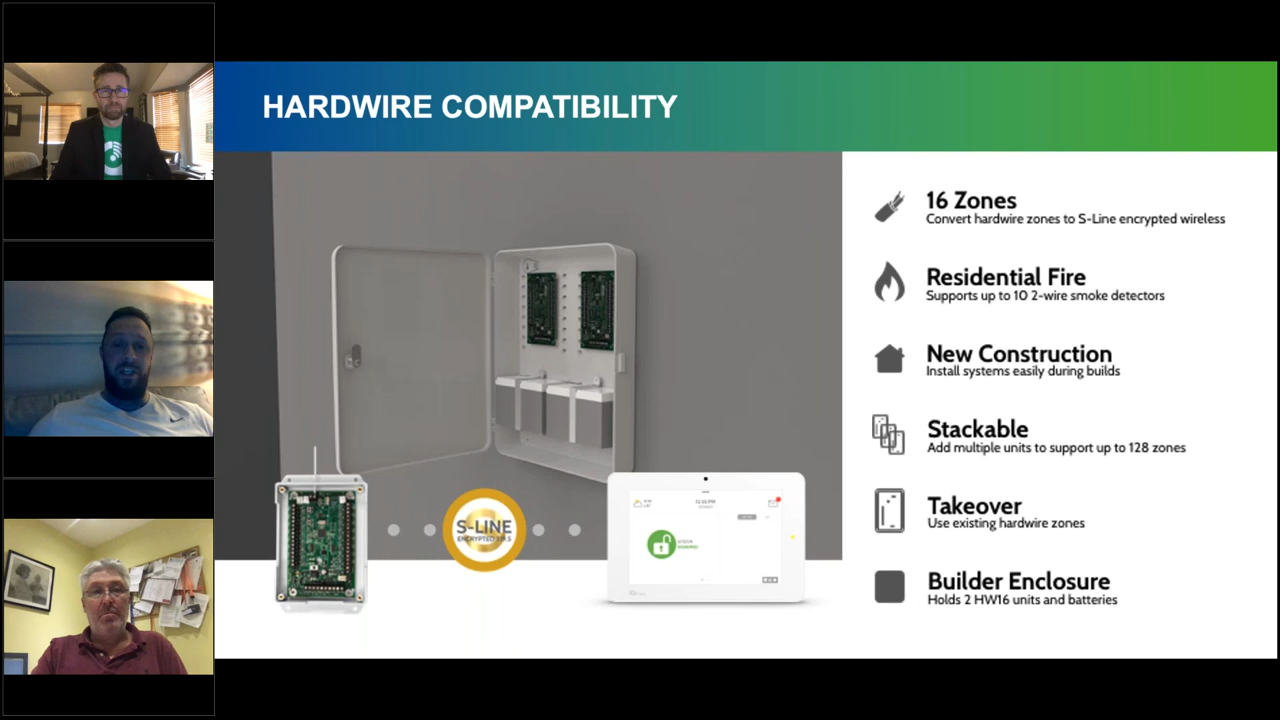 HARDWIRE COMPATIBILITY
16 Zones
Convert hardwire zones to S-Line encrypted wireless
Residential Fire
Supports up to 10 2-wire smoke detectors
New Construction
Install systems easily during builds
Stackable
Add multiple units to support up to 128 zones
Takeover
Use existing hardwire zones
Builder Enclosure
Holds 2 HW16 units and batteries
S-LINE